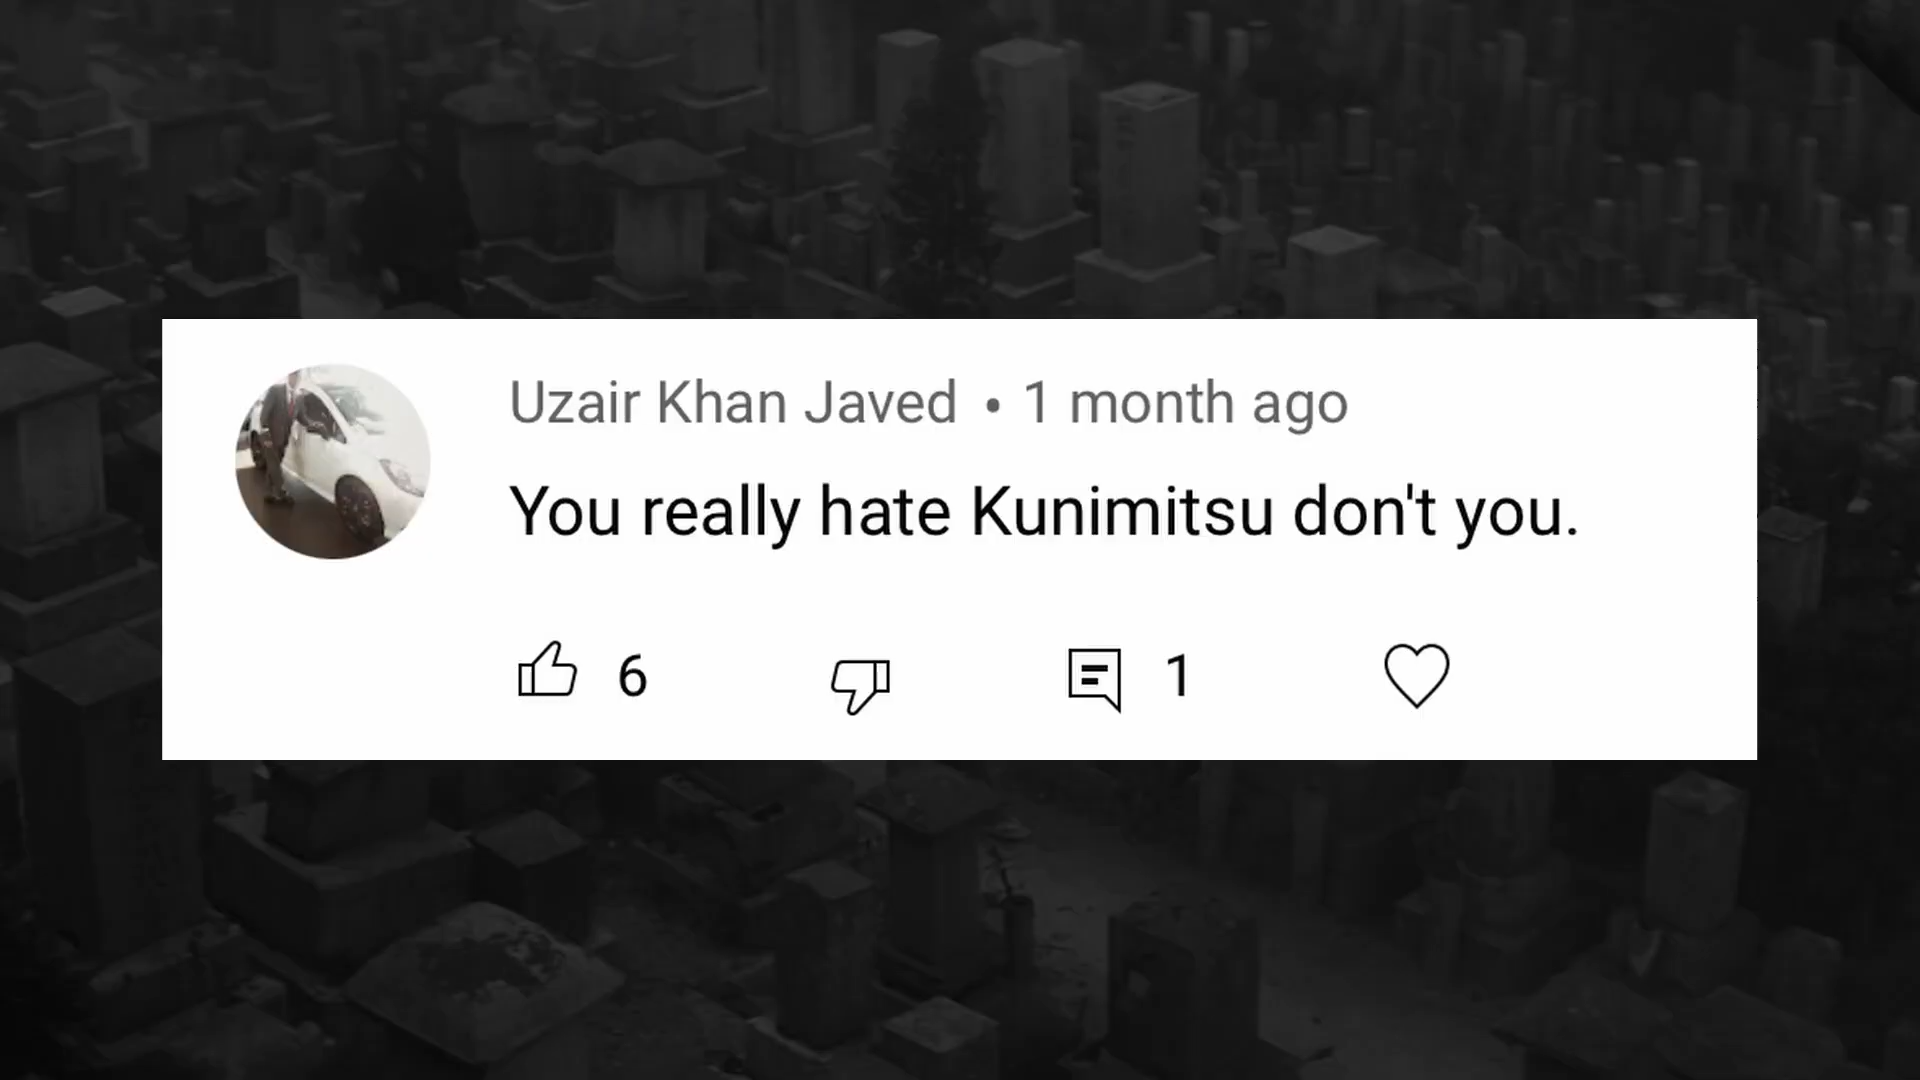 Uzair Khan Javed • 1 month ago
You really hate Kunimitsu don't you.
6 1